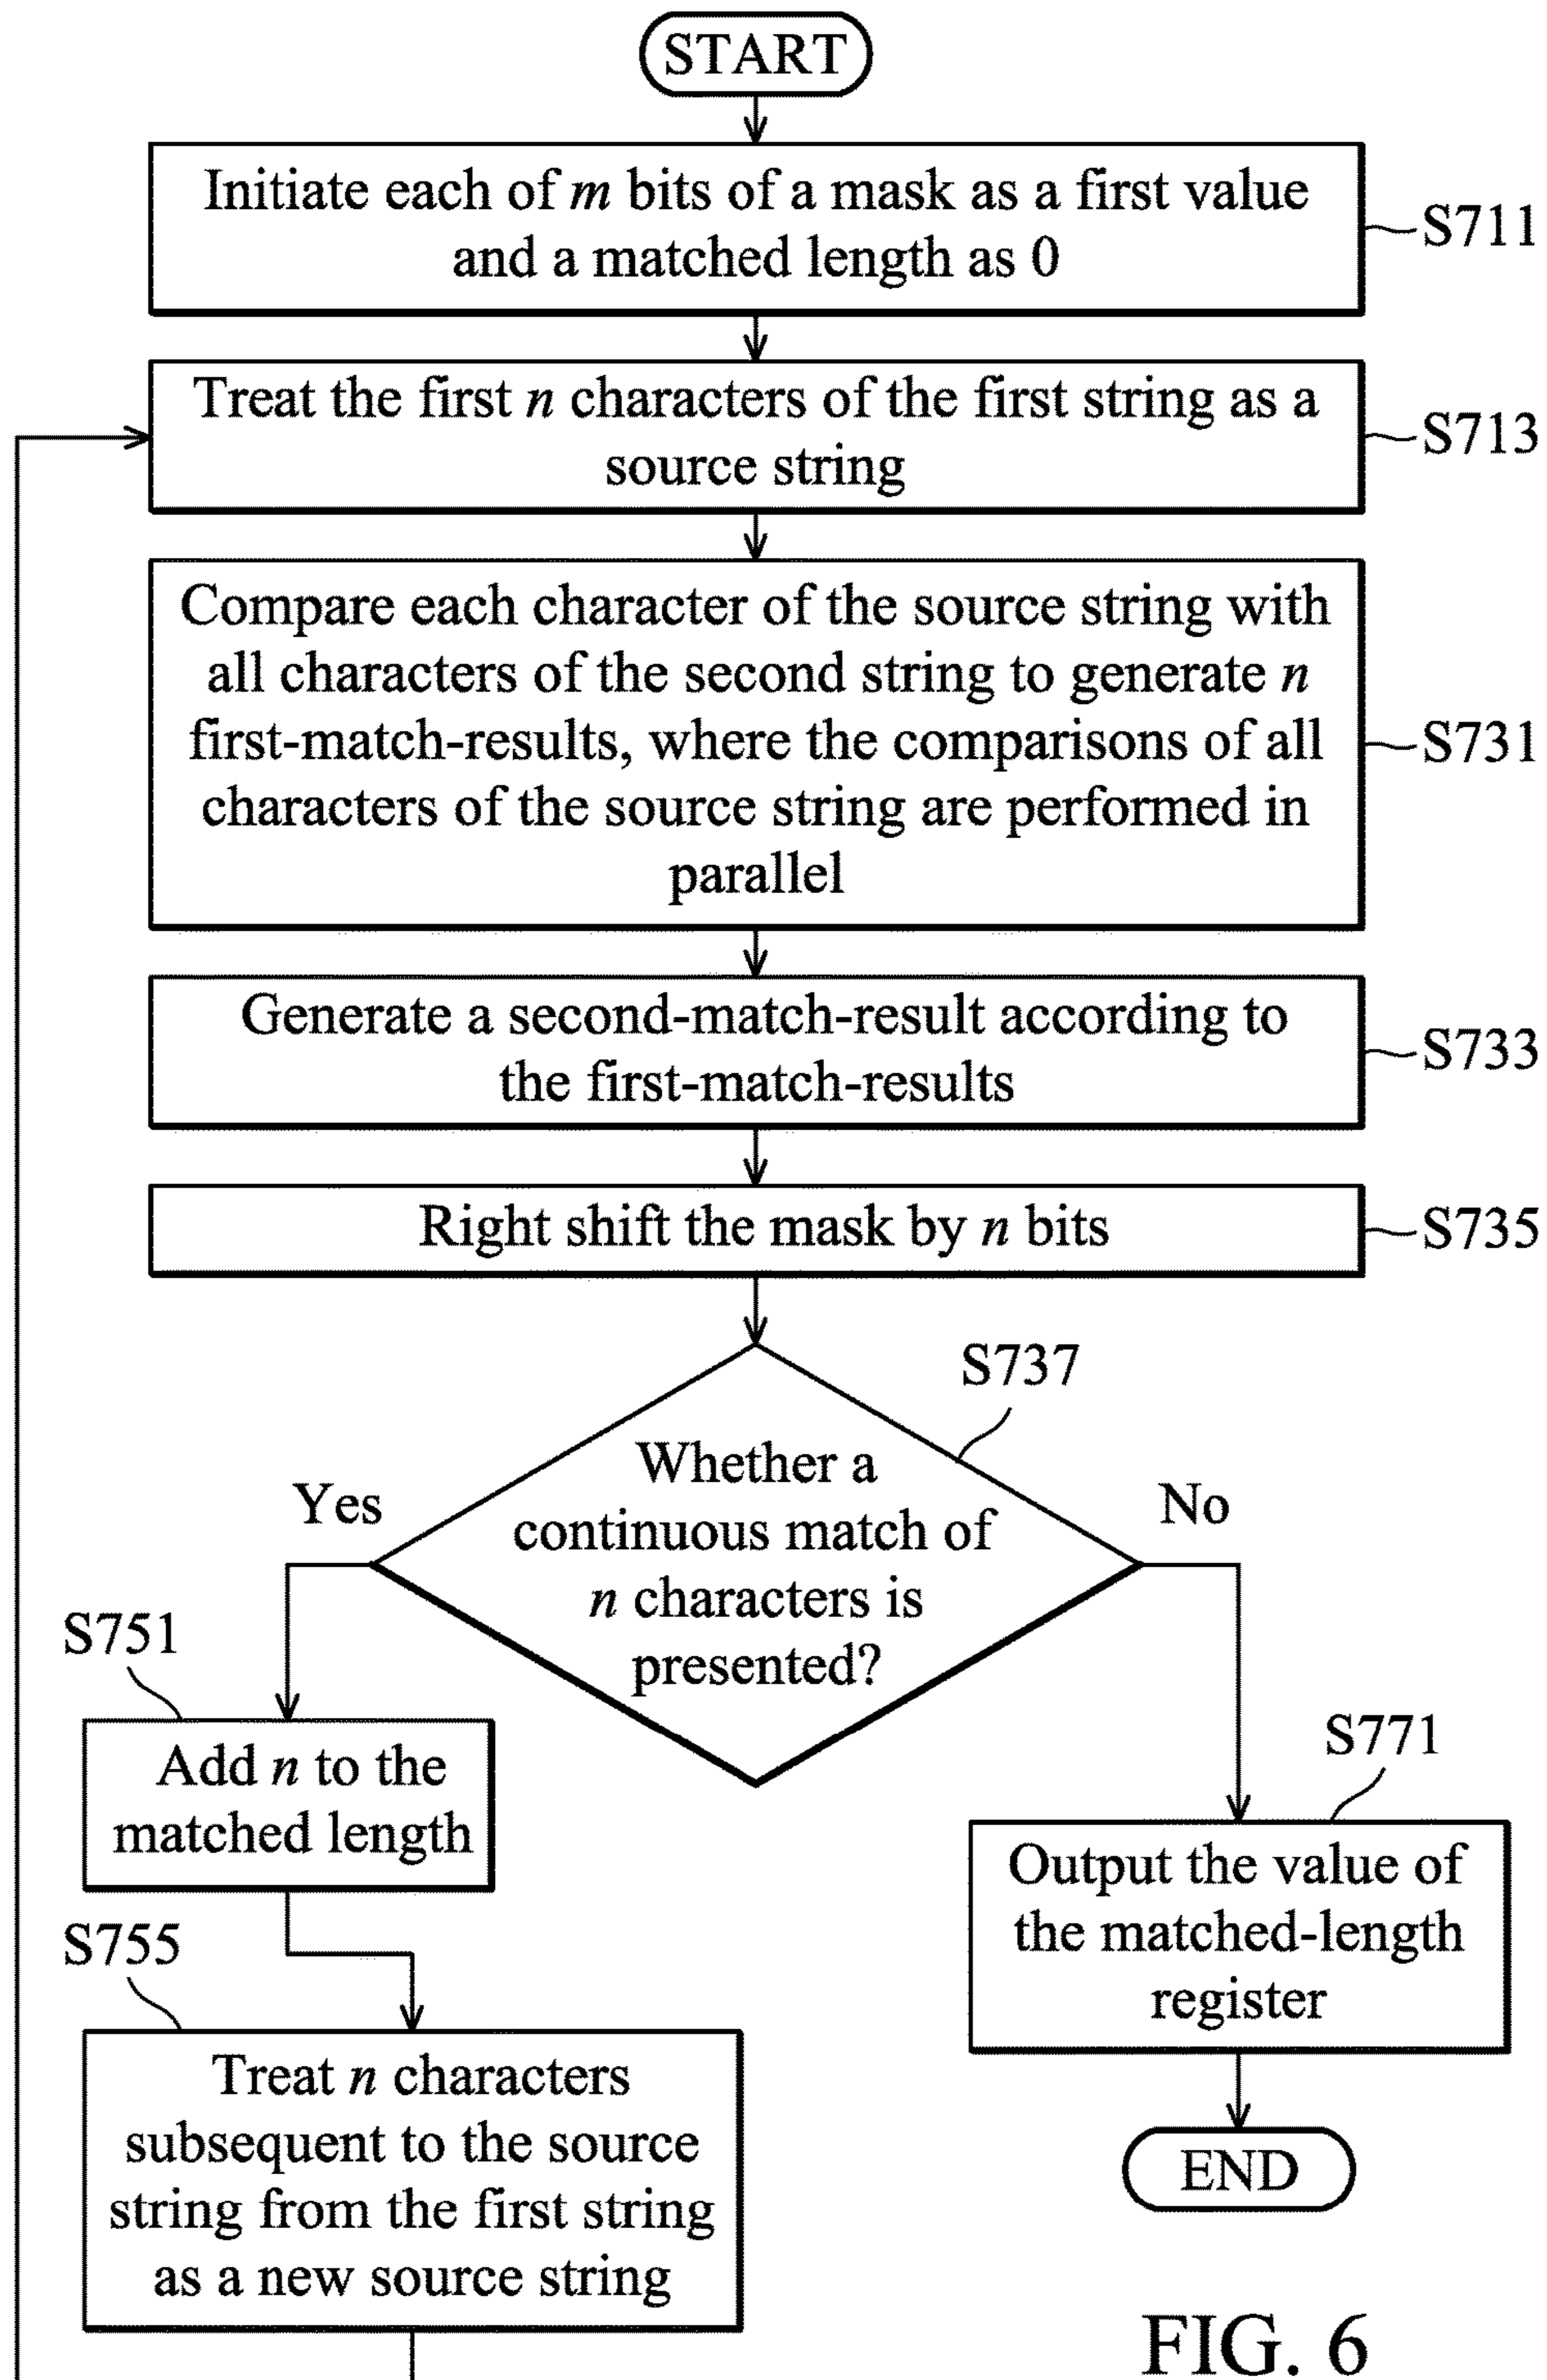 START
Initiate each of m bits of a mask as a first value
and a matched length as 0
S711
Treat the first n characters of the first string as a
source string
S713
Compare each character of the source string with
all characters of the second string to generate n
first-match-results, where the comparisons of all
characters of the source string are performed in
parallel
S731
Generate a second-match-result according to
the first-match-results
S733
Right shift the mask by n bits
S735
S737
Whether a
continuous match of
n characters is
presented?
Yes
No
S751
Add n to the
matched length
S755
Treat n characters
subsequent to the source
string from the first string
as a new source string
S771
Output the value of
the matched-length
register
END
FIG. 6